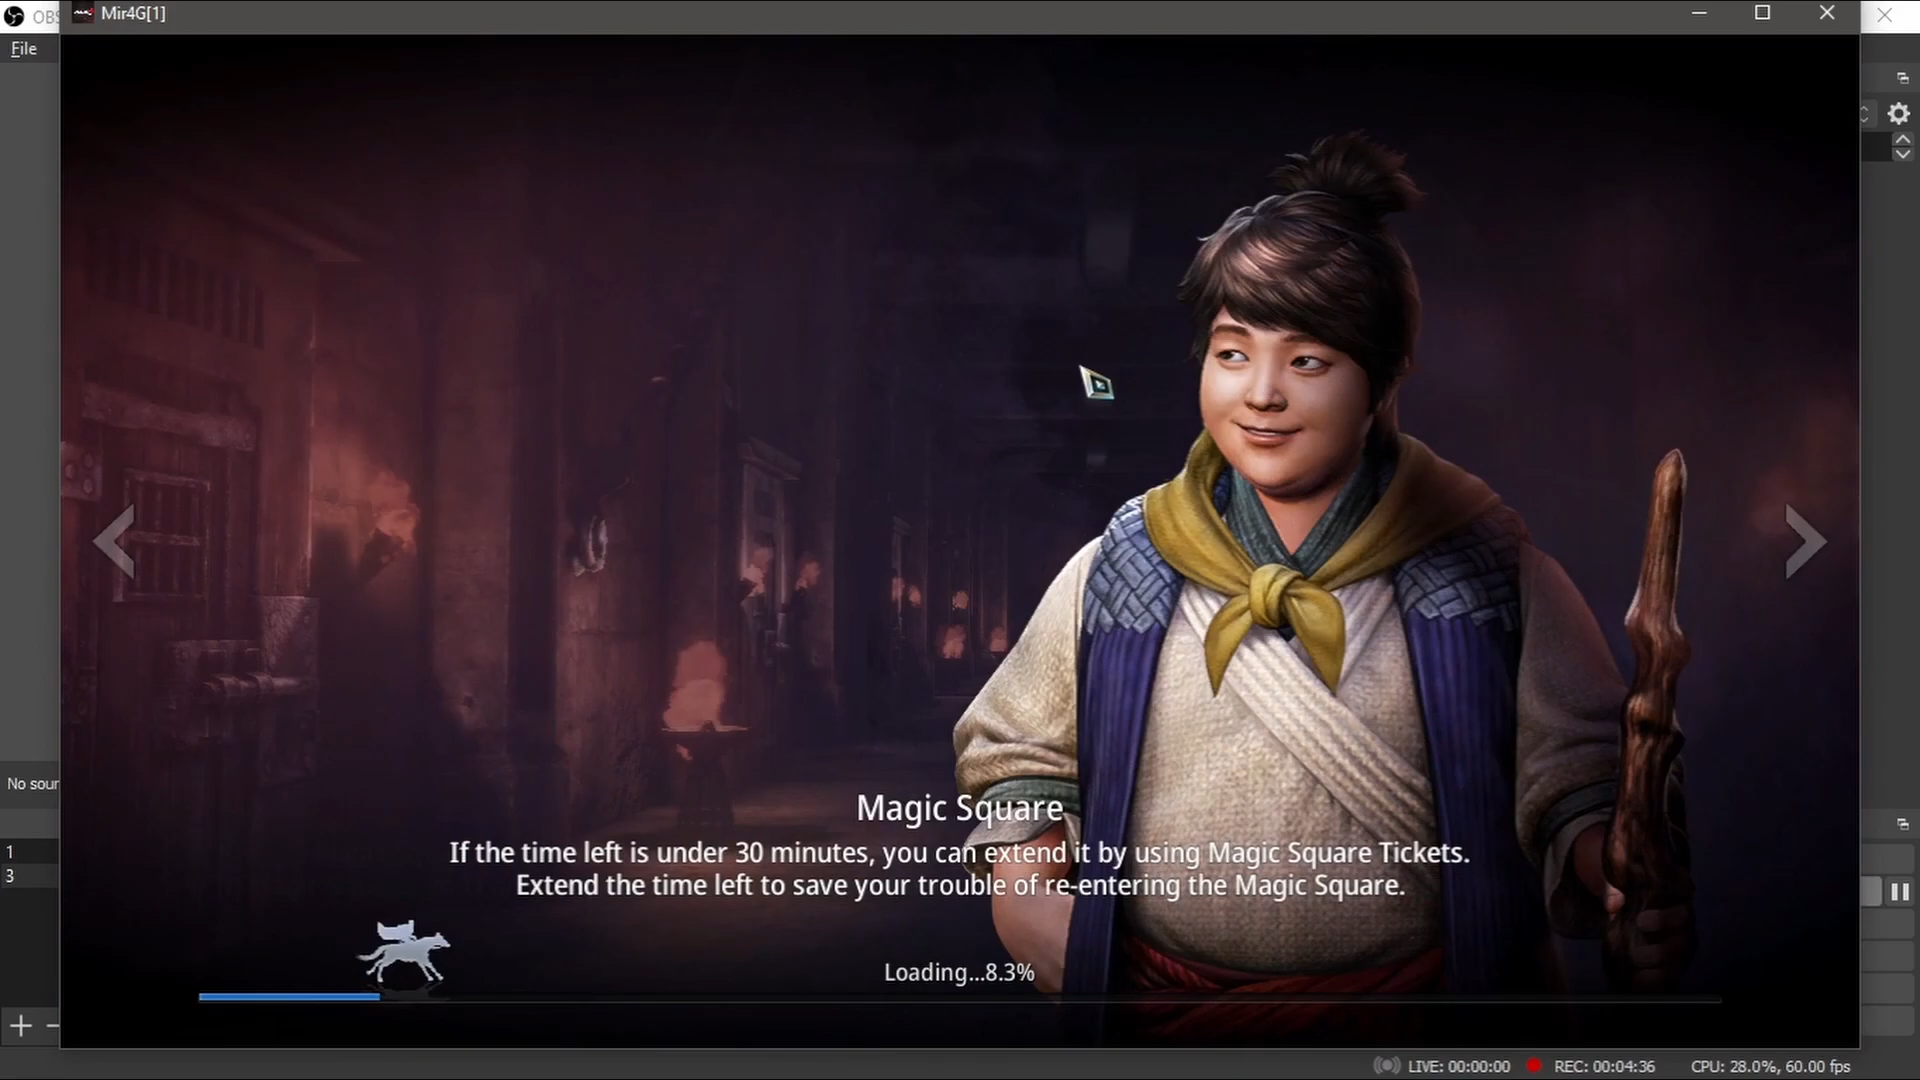 OBS
Mir4G[1]
File
Magic Square
If the time left is under 30 minutes, you can extend it by using Magic Square Tickets.
Extend the time left to save your trouble of re-entering the Magic Square.
Loading...8.3%
No sour
1
3
LIVE: 00:00:00
REC: 00:04:36
CPU: 28.0%, 60.00 fps